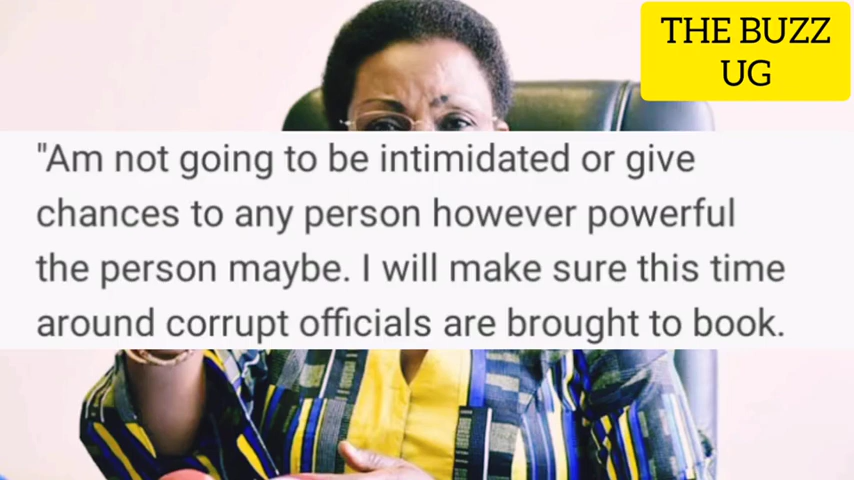 THE BUZZ
UG
"Am not going to be intimidated or give
chances to any person however powerful
the person maybe. I will make sure this time
around corrupt officials are brought to book.